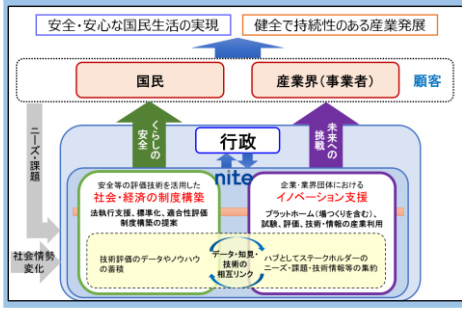 安全・安心な国民生活の実現
健全で持続性のある産業発展
国民
産業界(事業者)
顧客
ニーズ・課題
くらしの
安全
行政
未来への
挑戦
nite
安全等の評価技術を活用した
社会・経済の制度構築
法執行支援、標準化、適合性評価
制度構築の提案
企業・業界団体における
イノベーション支援
プラットホーム(場つくりを含む)、
試験、評価、技術・情報の産業利用
社会情勢
変化
技術評価のデータやノウハウ
の蓄積
データ・知見・
技術の
相互リンク
ハブとしてステークホルダーの
ニーズ・課題・技術情報等の集約